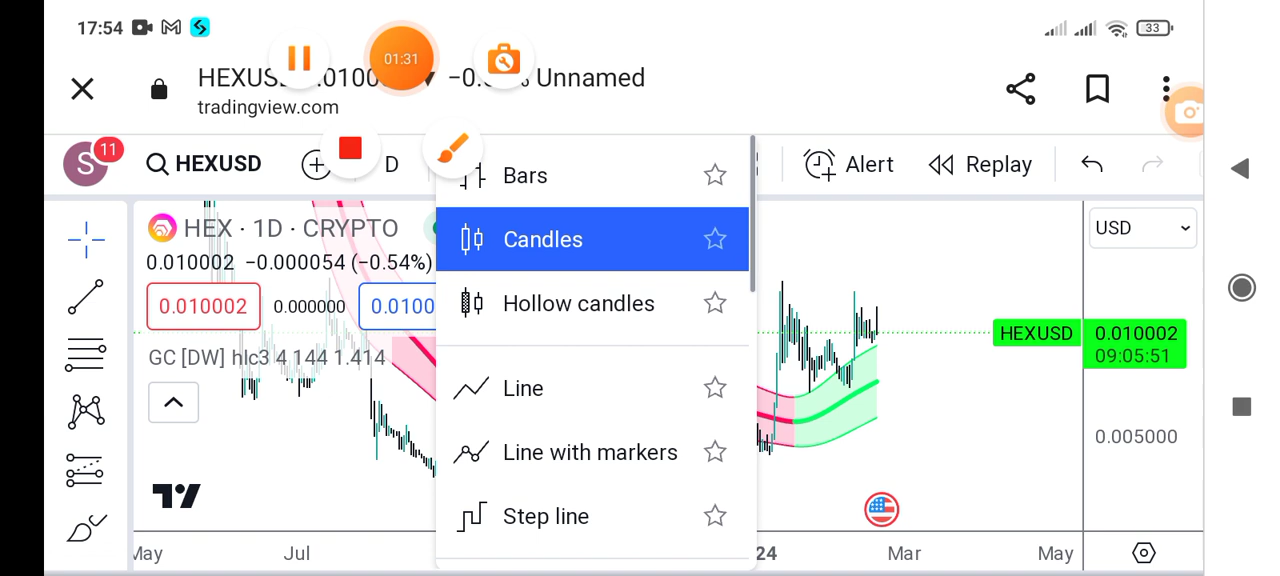 17:54
33
01:31
HEXUS 0100 ▼ −0. % Unnamed
tradingview.com
S 11 HEXUSD D Alert Replay
HEX · 1D · CRYPTO
0.010002 −0.000054 (−0.54%)
0.010002 0.000000 0.0100
GC [DW] hlc3 4 144 1.414
Bars
Candles
Hollow candles
Line
Line with markers
Step line
USD
HEXUSD 0.010002
09:05:51
0.005000
May Jul 24 Mar May